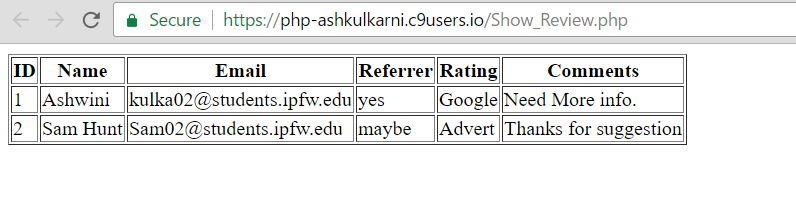 Secure https://php-ashkulkarni.c9users.io/Show_Review.php
ID Name Email Referrer Rating Comments
1 Ashwini kulka02@students.ipfw.edu yes Google Need More info.
2 Sam Hunt Sam02@students.ipfw.edu maybe Advert Thanks for suggestion